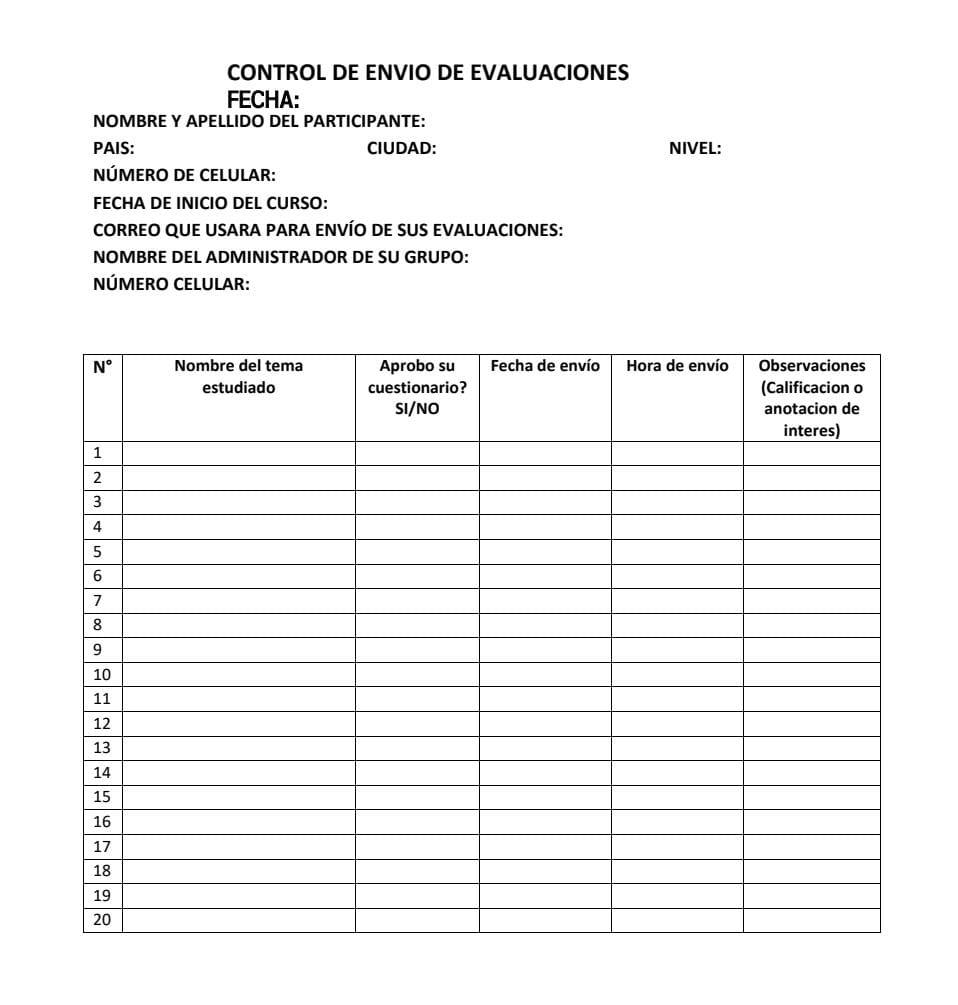 CONTROL DE ENVIO DE EVALUACIONES
FECHA:
NOMBRE Y APELLIDO DEL PARTICIPANTE:
PAIS: CIUDAD: NIVEL:
NÚMERO DE CELULAR:
FECHA DE INICIO DEL CURSO:
CORREO QUE USARA PARA ENVÍO DE SUS EVALUACIONES:
NOMBRE DEL ADMINISTRADOR DE SU GRUPO:
NÚMERO CELULAR:
N° Nombre del tema Aprobo su Fecha de envío Hora de envío Observaciones
estudiado cuestionario? (Calificacion o
SI/NO anotacion de
interes)
1
2
3
4
5
6
7
8
9
10
11
12
13
14
15
16
17
18
19
20